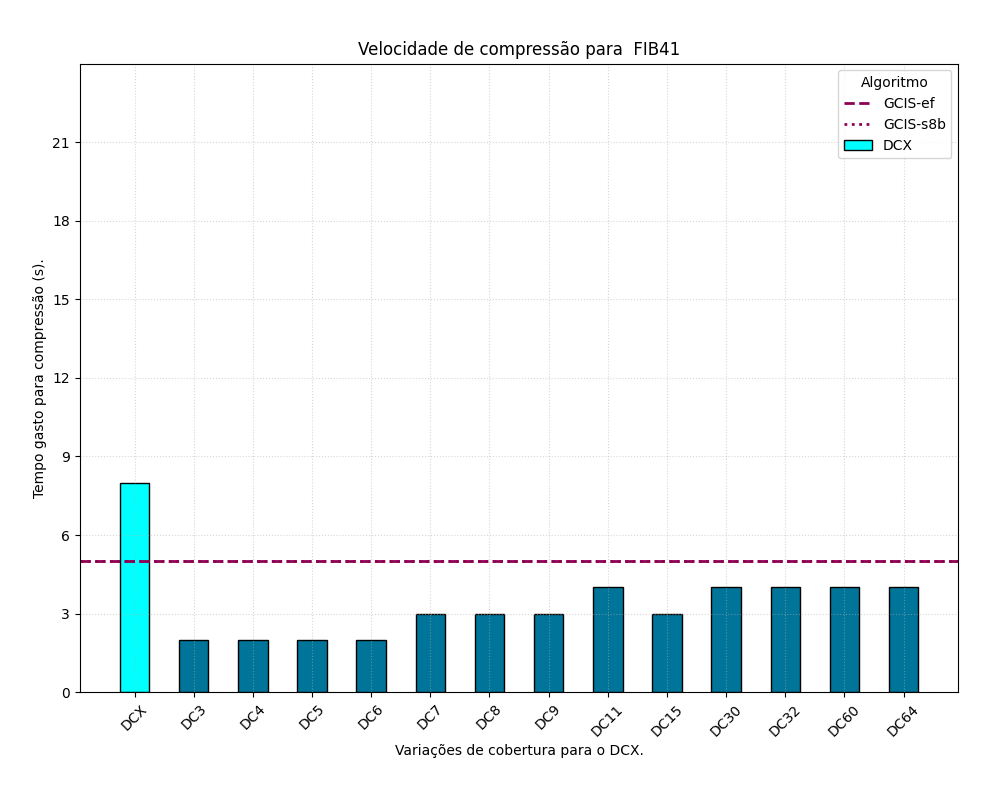 Velocidade de compressão para  FIB41
Algoritmo
GCIS-ef
GCIS-s8b
DCX
Tempo gasto para compressão (s).
21
18
15
12
9
6
3
0
DCX
DC3
DC4
DC5
DC6
DC7
DC8
DC9
DC11
DC15
DC30
DC32
DC60
DC64
Variações de cobertura para o DCX.